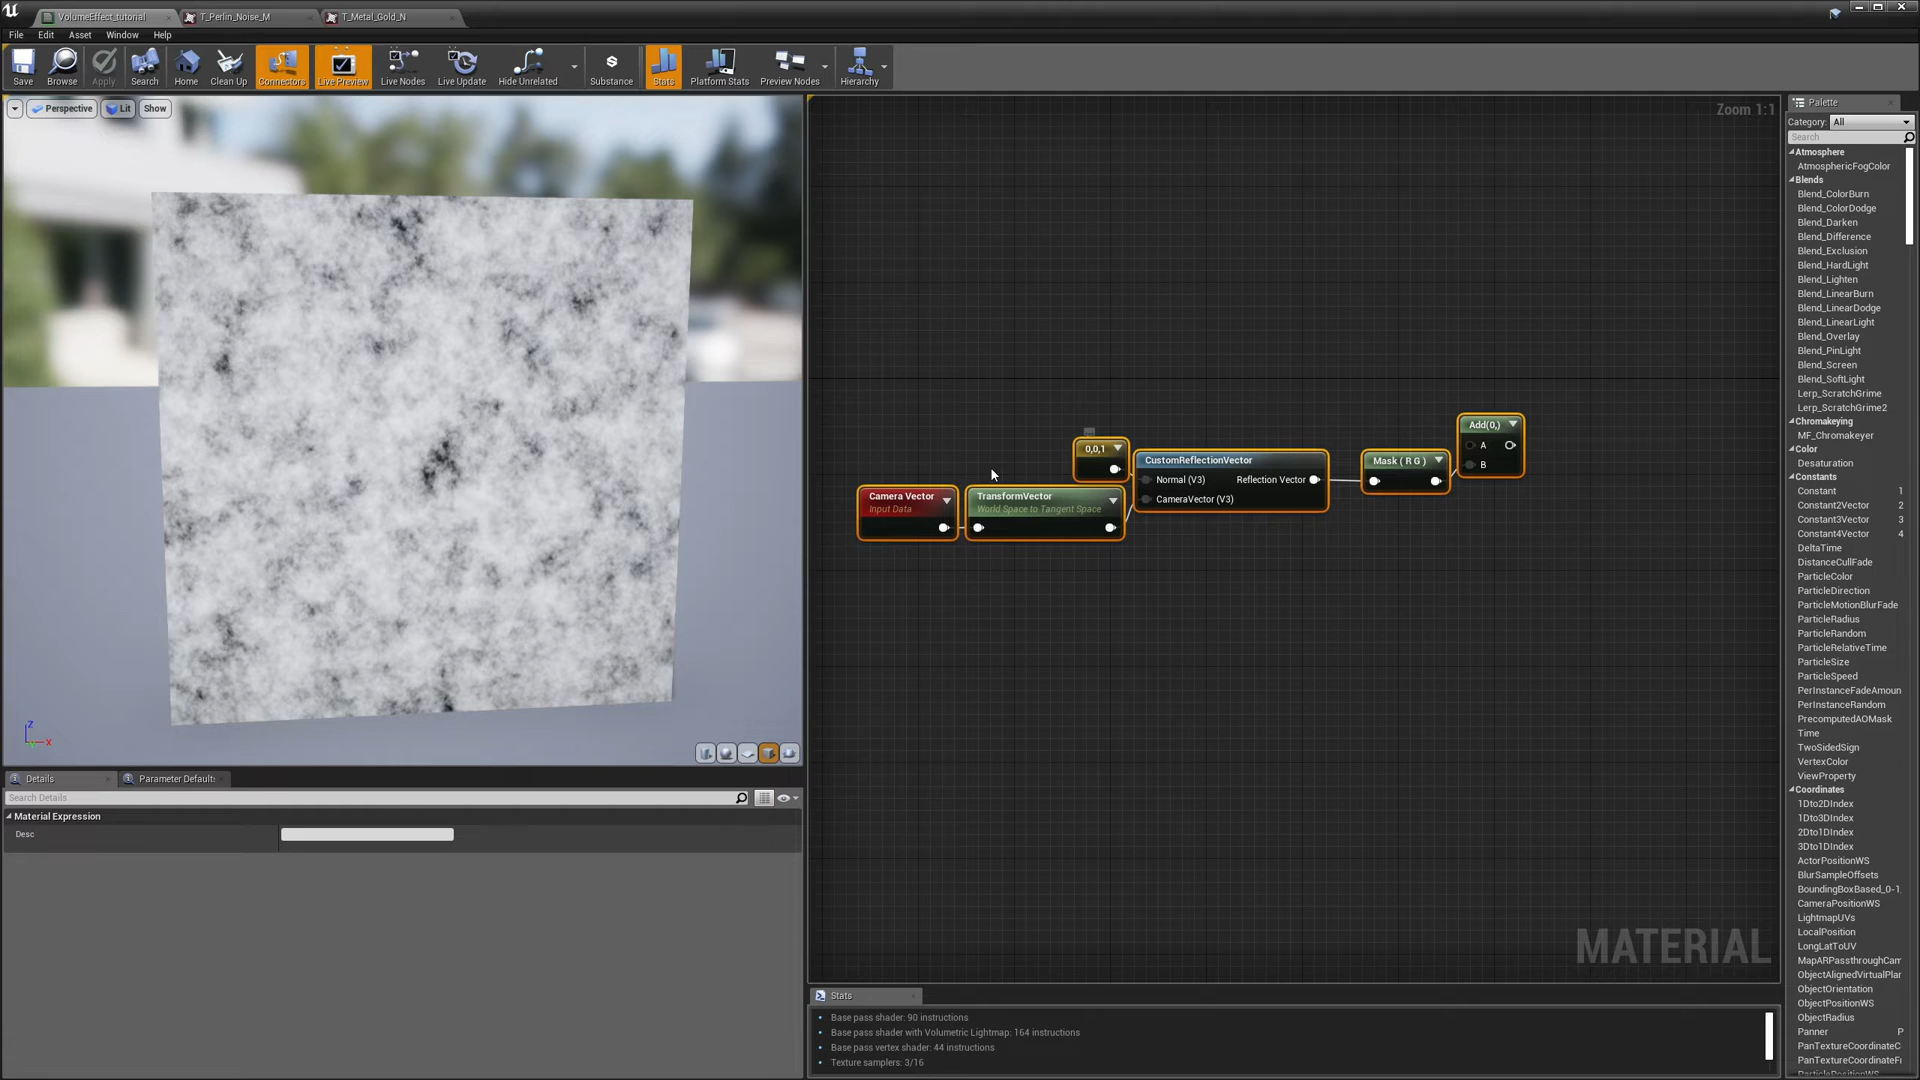 VolumeEffect_tutorial
T_Perlin_Noise_M
T_Metal_Gold_N
File
Edit
Asset
Window
Help
Save
Browse
Apply
Search
Home
Clean Up
Connectors
Live Preview
Live Nodes
Live Update
Hide Unrelated
Substance
Stats
Platform Stats
Preview Nodes
Hierarchy
Perspective
Lit
Show
Zoom 1:1
0,0,1
Camera Vector
Input Data
TransformVector
World Space to Tangent Space
CustomReflectionVector
Normal (V3)
Reflection Vector
CameraVector (V3)
Mask ( R G )
Add(0,)
A
B
MATERIAL
Z
X
Details
Parameter Default
Search Details
Material Expression
Desc
Stats
Base pass shader: 90 instructions
Base pass shader with Volumetric Lightmap: 164 instructions
Base pass vertex shader: 44 instructions
Texture samplers: 3/16
Palette
Category: All
Search
Atmosphere
AtmosphericFogColor
Blends
Blend_ColorBurn
Blend_ColorDodge
Blend_Darken
Blend_Difference
Blend_Exclusion
Blend_HardLight
Blend_Lighten
Blend_LinearBurn
Blend_LinearDodge
Blend_LinearLight
Blend_Overlay
Blend_PinLight
Blend_Screen
Blend_SoftLight
Lerp_ScratchGrime
Lerp_ScratchGrime2
Chromakeying
MF_Chromakeyer
Color
Desaturation
Constants
Constant 1
Constant2Vector 2
Constant3Vector 3
Constant4Vector 4
DeltaTime
DistanceCullFade
ParticleColor
ParticleDirection
ParticleMotionBlurFade
ParticleRadius
ParticleRandom
ParticleRelativeTime
ParticleSize
ParticleSpeed
PerInstanceFadeAmoun
PerInstanceRandom
PrecomputedAOMask
Time
TwoSidedSign
VertexColor
ViewProperty
Coordinates
1Dto2DIndex
1Dto3DIndex
2Dto1DIndex
3Dto1DIndex
ActorPositionWS
BlurSampleOffsets
BoundingBoxBased_0-1
CameraPositionWS
LightmapUVs
LocalPosition
LongLatToUV
MapARPassthroughCam
ObjectAlignedVirtualPlar
ObjectOrientation
ObjectPositionWS
ObjectRadius
Panner P
PanTextureCoordinateC
PanTextureCoordinateFr
ParticlePositionWS